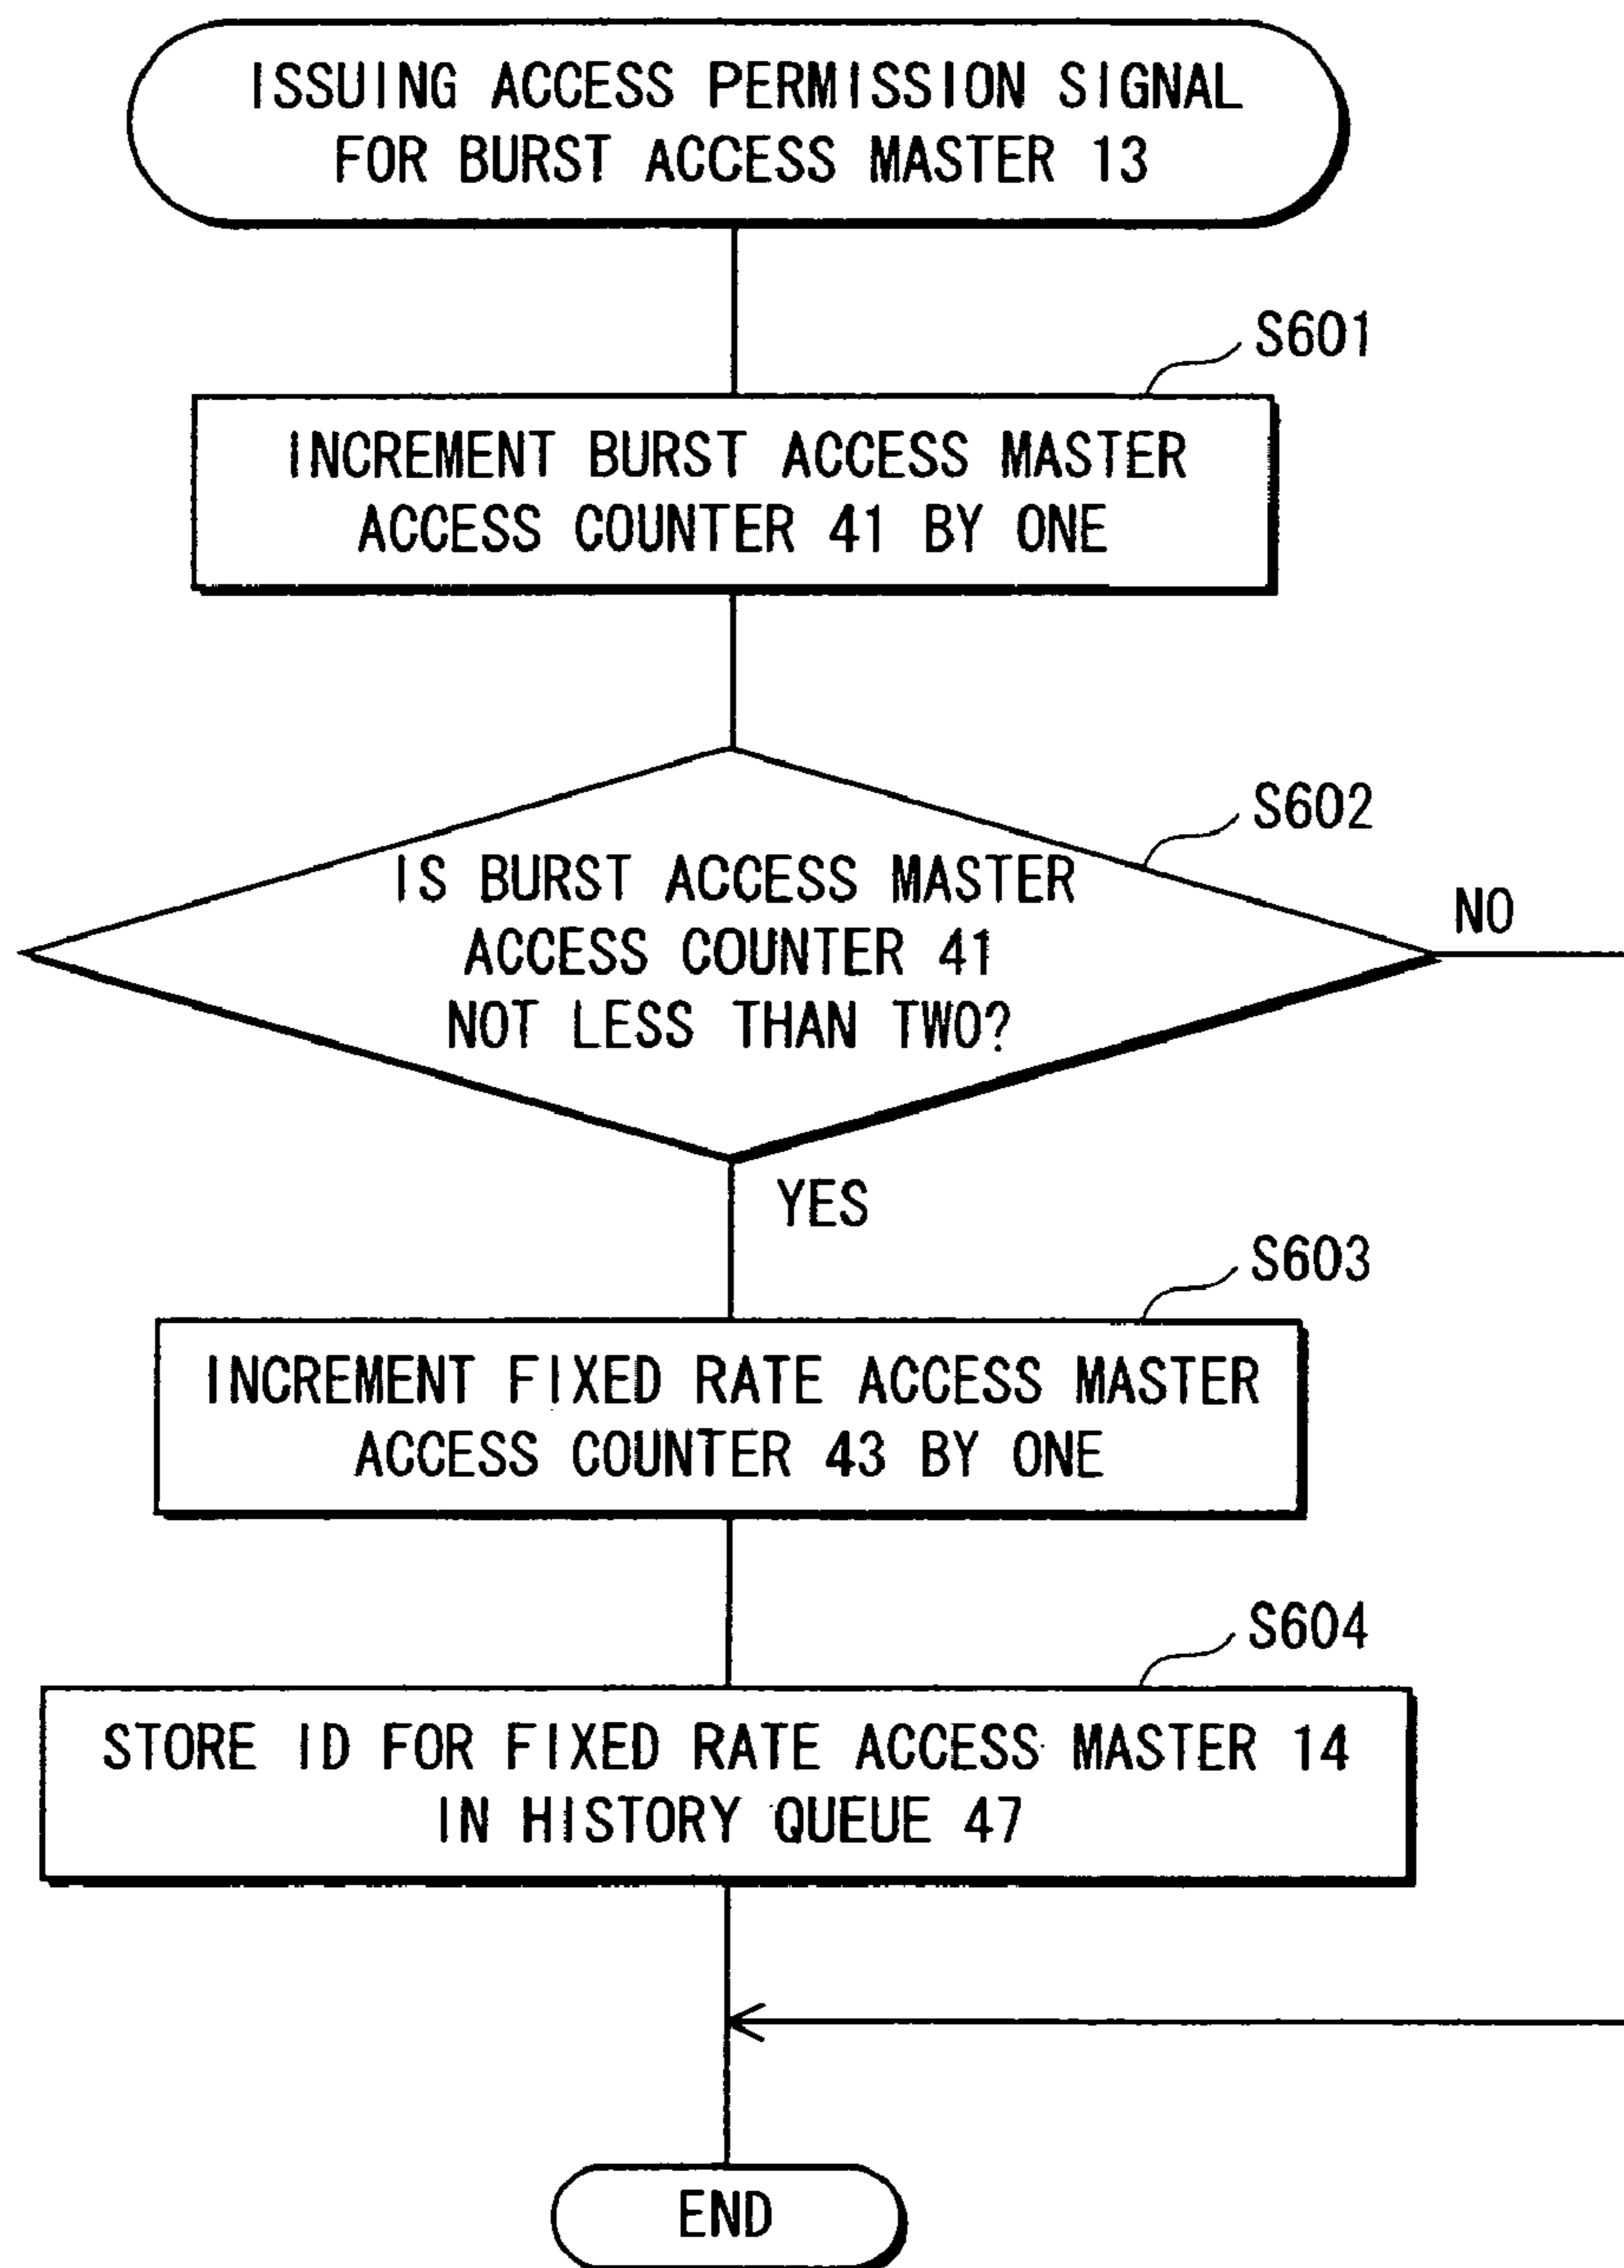 ISSUING ACCESS PERMISSION SIGNAL
FOR BURST ACCESS MASTER 13
S601
INCREMENT BURST ACCESS MASTER
ACCESS COUNTER 41 BY ONE
S602
IS BURST ACCESS MASTER
ACCESS COUNTER 41
NOT LESS THAN TWO?
NO
YES
S603
INCREMENT FIXED RATE ACCESS MASTER
ACCESS COUNTER 43 BY ONE
S604
STORE ID FOR FIXED RATE ACCESS MASTER 14
IN HISTORY QUEUE 47
END